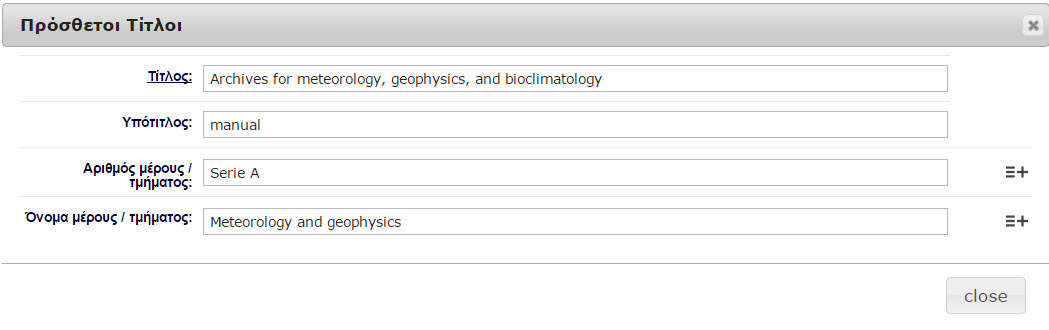 Πρόσθετοι Τίτλοι
Τίτλος: Archives for meteorology, geophysics, and bioclimatology
Υπότιτλος: manual
Αριθμός μέρους /
τμήματος: Serie A
Όνομα μέρους / τμήματος: Meteorology and geophysics
close